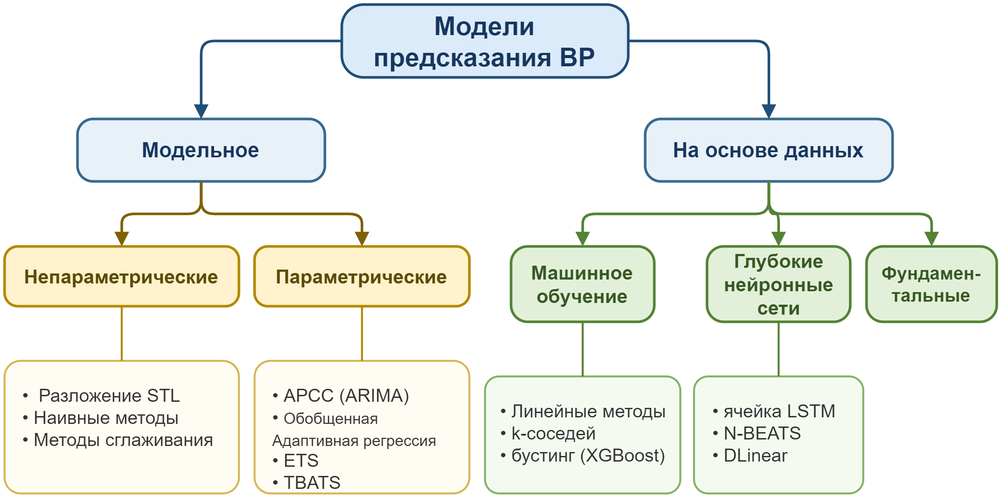 Модели
предсказания ВР
Модельное
На основе данных
Непараметрические
Параметрические
Машинное
обучение
Глубокие
нейронные
сети
Фундамен-
тальные
• Разложение STL
• Наивные методы
• Методы сглаживания
• АРСС (ARIMA)
• Обобщенная
Адаптивная регрессия
• ETS
• TBATS
• Линейные методы
• k-соседей
• бустинг (XGBoost)
• ячейка LSTM
• N-BEATS
• DLinear